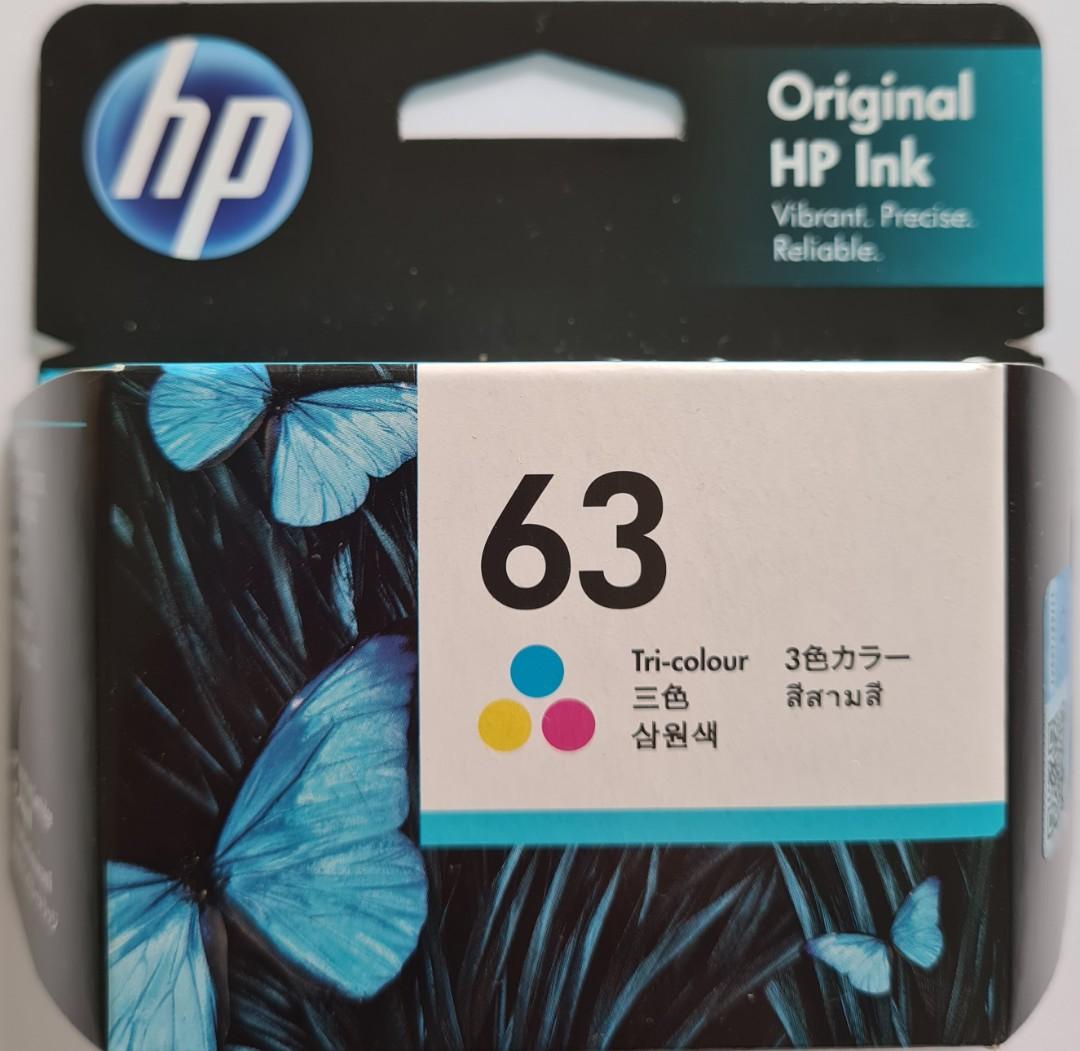 hp
Original
HP Ink
Vibrant. Precise.
Reliable.
63
Tri-colour 3色カラー
三色 สีสามสี
삼원색